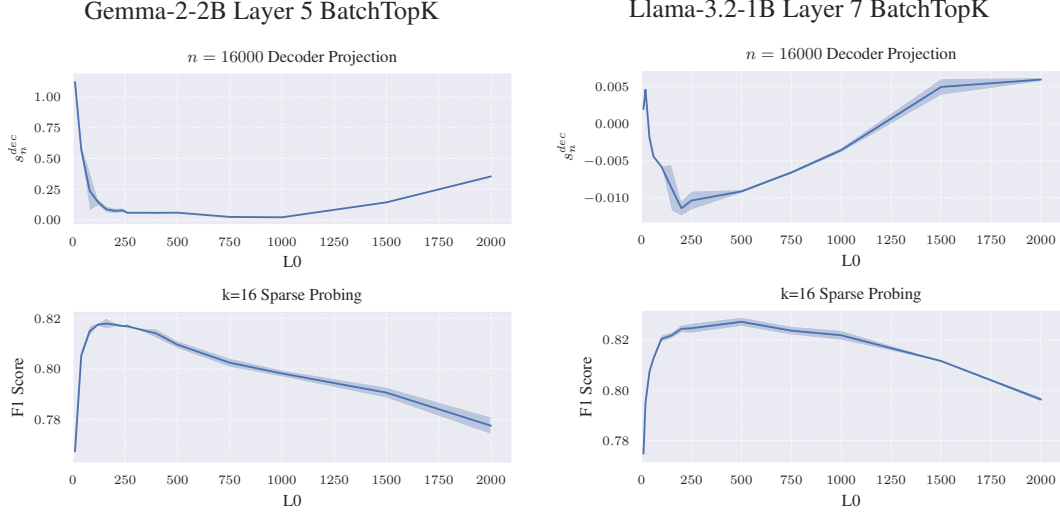 Gemma-2-2B Layer 5 BatchTopK
n = 16000 Decoder Projection
1.00
0.75
0.50
0.25
0.00
s_n^{dec}
0 250 500 750 1000 1250 1500 1750 2000
L0
k=16 Sparse Probing
0.82
0.80
0.78
F1 Score
0 250 500 750 1000 1250 1500 1750 2000
L0
Llama-3.2-1B Layer 7 BatchTopK
n = 16000 Decoder Projection
0.005
0.000
−0.005
−0.010
s_n^{dec}
0 250 500 750 1000 1250 1500 1750 2000
L0
k=16 Sparse Probing
0.82
0.80
0.78
F1 Score
0 250 500 750 1000 1250 1500 1750 2000
L0